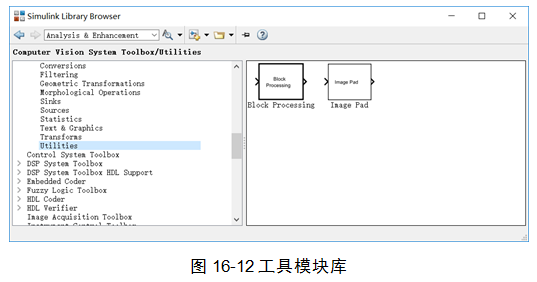 Simulink Library Browser
Analysis & Enhancement
Computer Vision System Toolbox/Utilities
Conversions
Filtering
Geometric Transformations
Morphological Operations
Sinks
Sources
Statistics
Text & Graphics
Transforms
Utilities
Control System Toolbox
DSP System Toolbox
DSP System Toolbox HDL Support
Embedded Coder
Fuzzy Logic Toolbox
HDL Coder
HDL Verifier
Image Acquisition Toolbox
Instrument Control Toolbox
Block
Processing
Block Processing
Image Pad
Image Pad
图 16-12 工具模块库